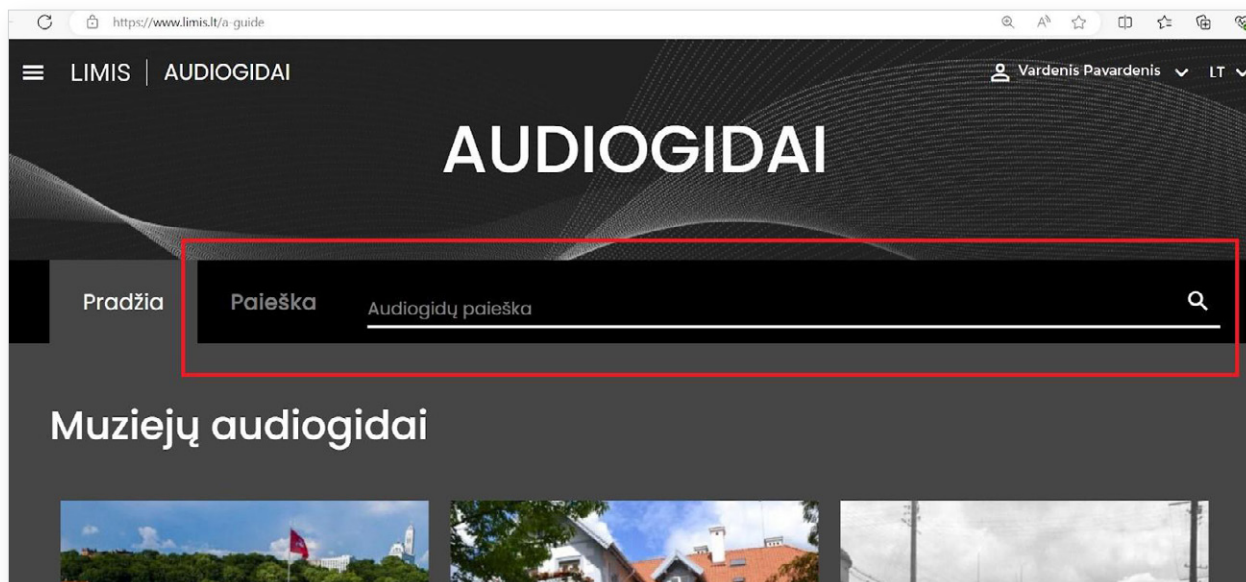 https://www.limis.lt/a-guide
LIMIS | AUDIOGIDAI
Vardenis Pavardenis
LT
AUDIOGIDAI
Pradžia
Paieška
Audiogidų paieška
Muziejų audiogidai